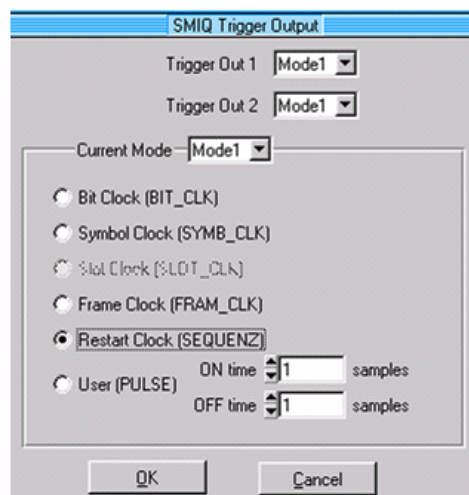 SMIQ Trigger Output
Trigger Out 1 Mode1
Trigger Out 2 Mode1
Current Mode Mode1
Bit Clock (BIT_CLK)
Symbol Clock (SYMB_CLK)
Slot Clock (SLOT_CLK)
Frame Clock (FRAM_CLK)
Restart Clock (SEQUENZ)
User (PULSE)
ON time 1 samples
OFF time 1 samples
OK
Cancel